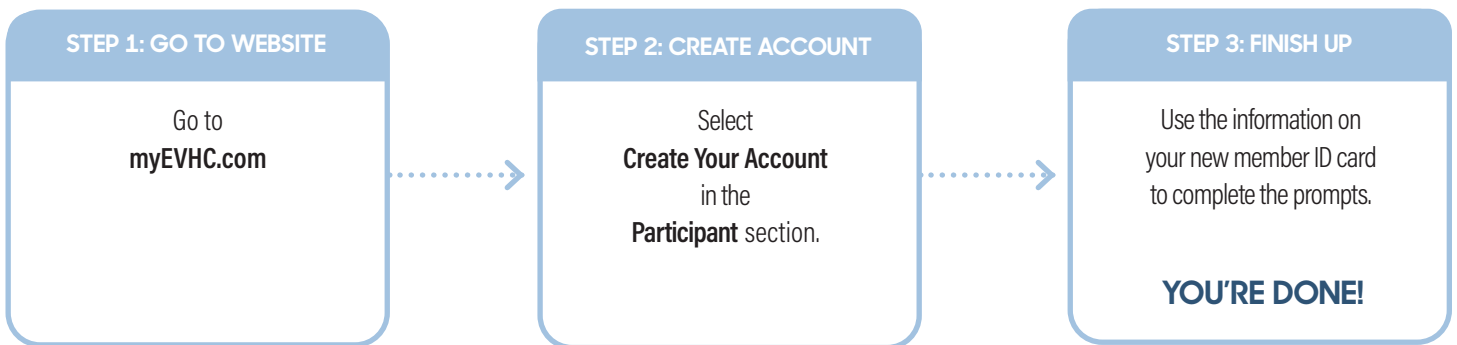 STEP 1: GO TO WEBSITE
Go to
myEVHC.com
STEP 2: CREATE ACCOUNT
Select
Create Your Account
in the
Participant section.
STEP 3: FINISH UP
Use the information on
your new member ID card
to complete the prompts.
YOU'RE DONE!